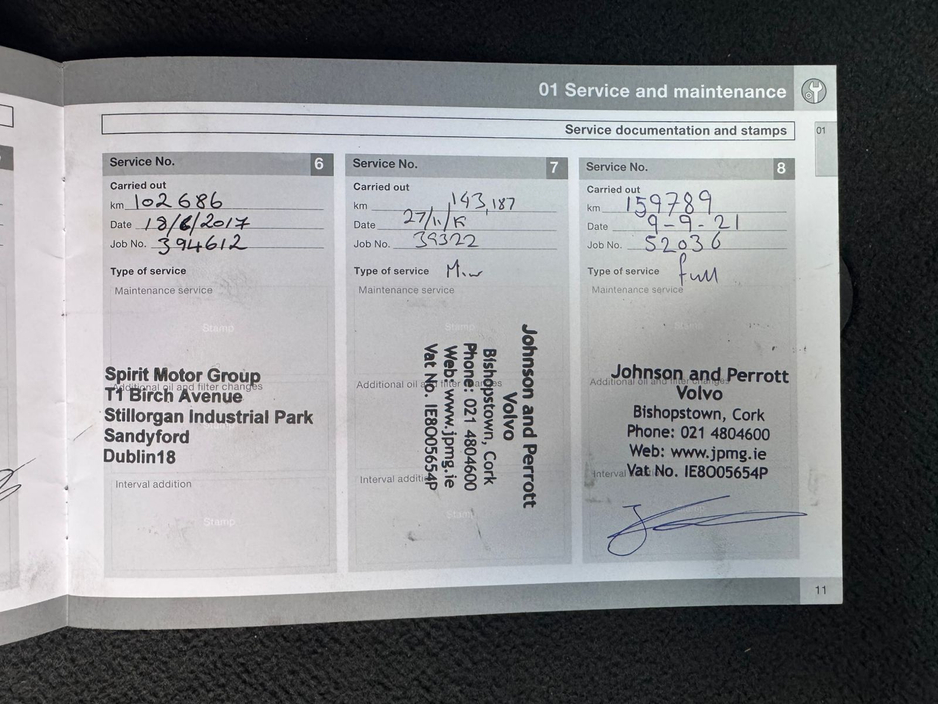 01 Service and maintenance
Service documentation and stamps
01
Service No. 6
Carried out
km 102686
Date 18/6/2017
Job No. 394612
Type of service
Maintenance service
Stamp
Additional oil and filter changes
Spirit Motor Group
T1 Birch Avenue
Stillorgan Industrial Park
Sandyford
Dublin18
Interval addition
Stamp
Service No. 7
Carried out
km 143,187
Date 27/11/
Job No. 39322
Type of service
Maintenance service
Stamp
Additional oil and filter changes
Johnson and Perrott
Volvo
Bishopstown, Cork
Phone: 021 4804600
Web: www.jpmg.ie
Vat No. IE8O05654P
Interval additi
Stamp
Service No. 8
Carried out
km 159789
Date 9-9-21
Job No. 52036
Type of service full
Maintenance service
Stamp
Additional oil and filter changes
Johnson and Perrott
Volvo
Bishopstown, Cork
Phone: 021 4804600
Web: www.jpmg.ie
Interval
Vat No. IE8O05654P
11